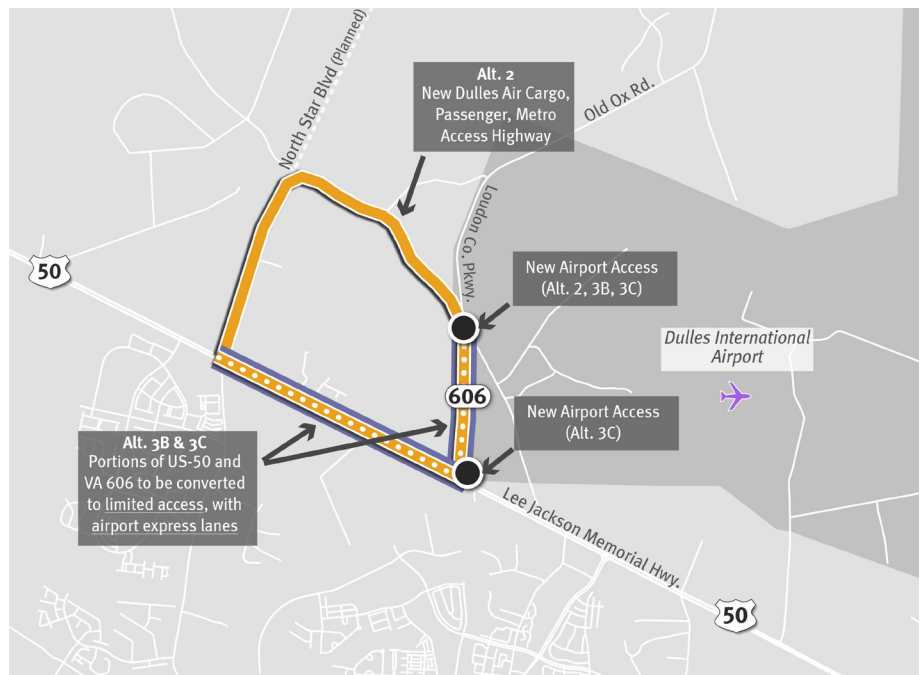 North Star Blvd (Planned)
Alt. 2
New Dulles Air Cargo,
Passenger, Metro
Access Highway
Old Ox Rd.
Loudon Co. Pkwy.
50
New Airport Access
(Alt. 2, 3B, 3C)
Dulles International
Airport
606
New Airport Access
(Alt. 3C)
Alt. 3B & 3C
Portions of US-50 and
VA 606 to be converted
to limited access, with
airport express lanes
Lee Jackson Memorial Hwy.
50